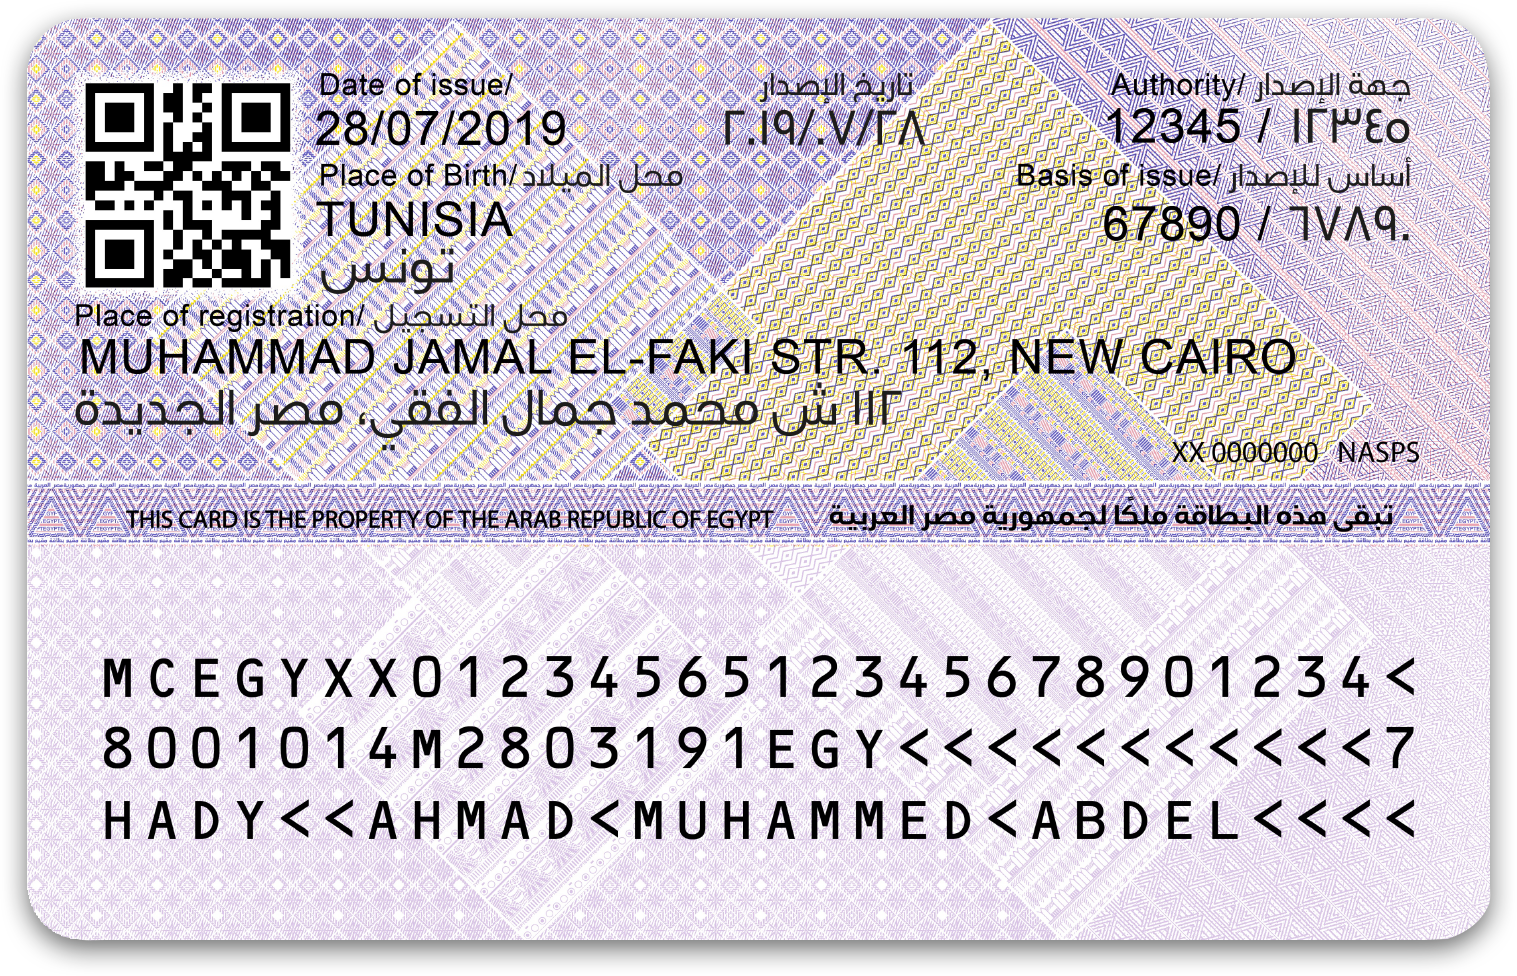 Date of issue/ تاريخ الإصدار
28/07/2019 ٢٠١٩/٠٧/٢٨
Authority/ جهة الإصدار
12345 / ١٢٣٤٥
Place of Birth/ محل الميلاد
TUNISIA
تونس
Basis of issue/ أساس للإصدار
67890 / ٦٧٨٩٠
Place of registration/ محل التسجيل
MUHAMMAD JAMAL EL-FAKI STR. 112, NEW CAIRO
١١٢ ش محمد جمال الفقي، مصر الجديدة
XX 0000000 NASPS
THIS CARD IS THE PROPERTY OF THE ARAB REPUBLIC OF EGYPT تبقى هذه البطاقة ملكًا لجمهورية مصر العربية
MCEGYXX0123456512345678901234<
8001014M2803191EGY<<<<<<<<<<<7
HADY<<AHMAD<MUHAMMED<ABDEL<<<<